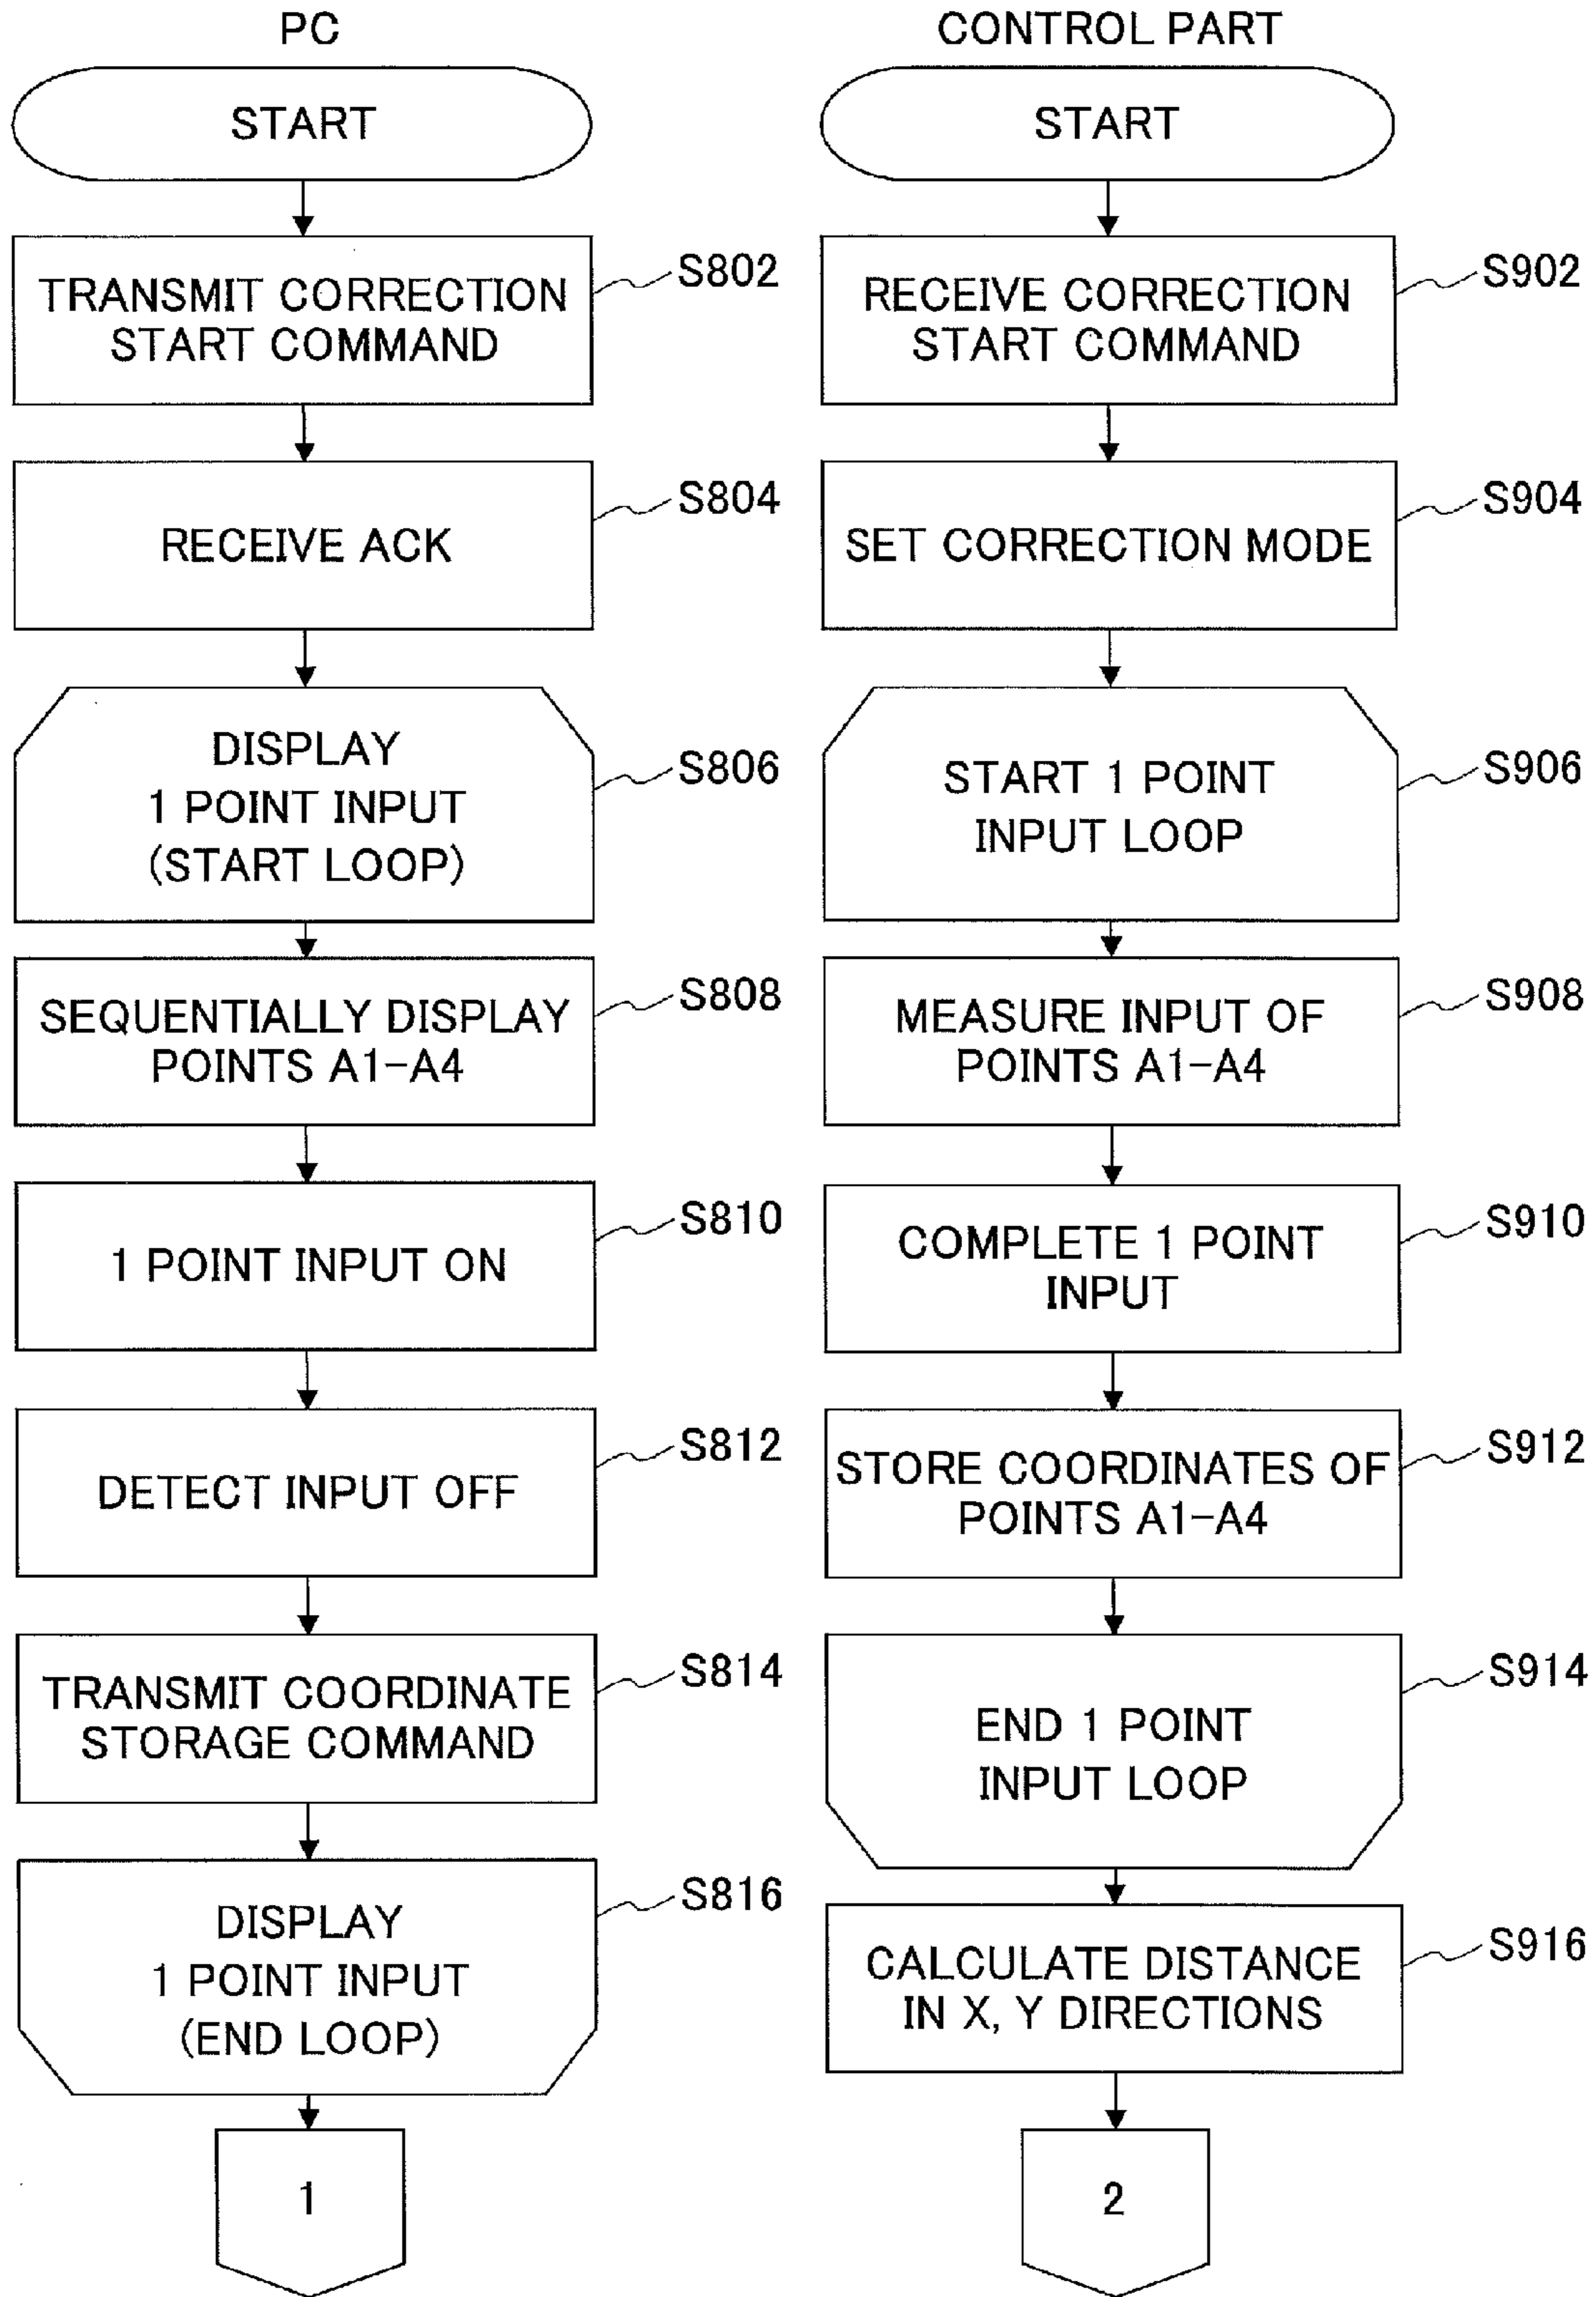 PC
START
TRANSMIT CORRECTION
START COMMAND
S802
RECEIVE ACK
S804
DISPLAY
1 POINT INPUT
(START LOOP)
S806
SEQUENTIALLY DISPLAY
POINTS A1-A4
S808
1 POINT INPUT ON
S810
DETECT INPUT OFF
S812
TRANSMIT COORDINATE
STORAGE COMMAND
S814
DISPLAY
1 POINT INPUT
(END LOOP)
S816
1
CONTROL PART
START
RECEIVE CORRECTION
START COMMAND
S902
SET CORRECTION MODE
S904
START 1 POINT
INPUT LOOP
S906
MEASURE INPUT OF
POINTS A1-A4
S908
COMPLETE 1 POINT
INPUT
S910
STORE COORDINATES OF
POINTS A1-A4
S912
END 1 POINT
INPUT LOOP
S914
CALCULATE DISTANCE
IN X, Y DIRECTIONS
S916
2